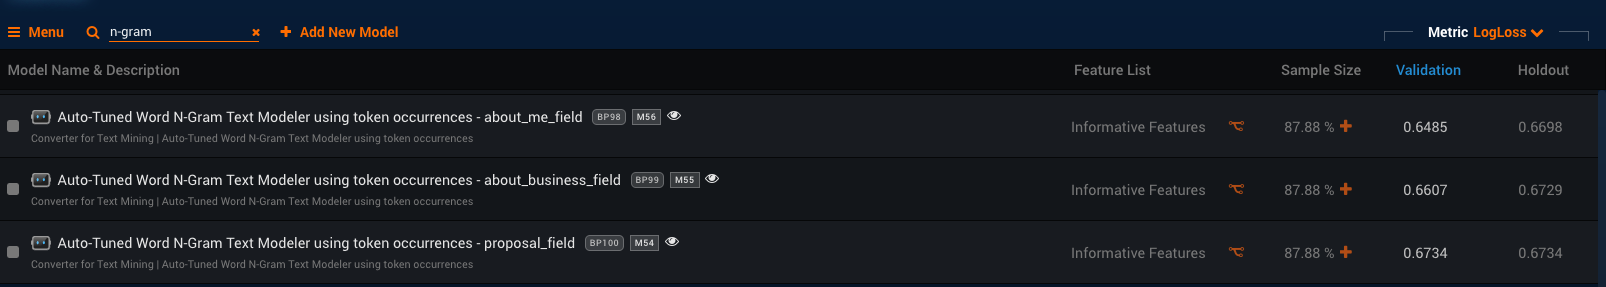 Menu n-gram Add New Model Metric LogLoss
Model Name & Description Feature List Sample Size Validation Holdout
Auto-Tuned Word N-Gram Text Modeler using token occurrences - about_me_field BP98 M56
Informative Features 87.88 % 0.6485 0.6698
Converter for Text Mining | Auto-Tuned Word N-Gram Text Modeler using token occurrences
Auto-Tuned Word N-Gram Text Modeler using token occurrences - about_business_field BP99 M55
Informative Features 87.88 % 0.6607 0.6729
Converter for Text Mining | Auto-Tuned Word N-Gram Text Modeler using token occurrences
Auto-Tuned Word N-Gram Text Modeler using token occurrences - proposal_field BP100 M54
Informative Features 87.88 % 0.6734 0.6734
Converter for Text Mining | Auto-Tuned Word N-Gram Text Modeler using token occurrences